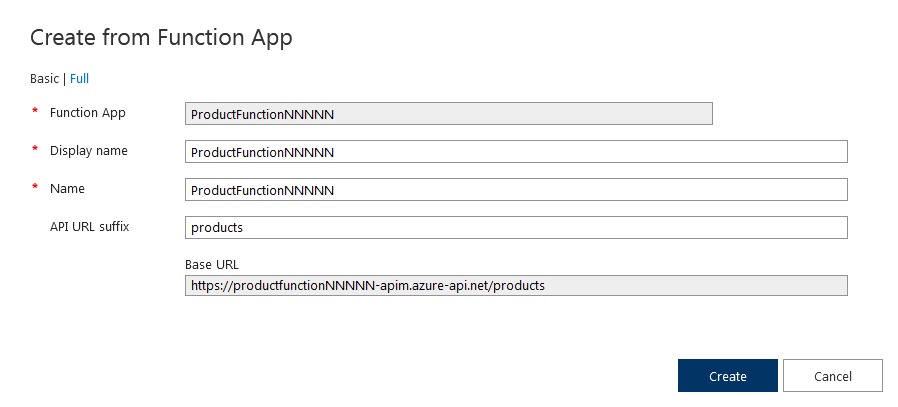 Create from Function App
Basic | Full
* Function App ProductFunctionNNNNN
* Display name ProductFunctionNNNNN
* Name ProductFunctionNNNNN
API URL suffix products
Base URL
https://productfunctionNNNNN-apim.azure-api.net/products
Create Cancel